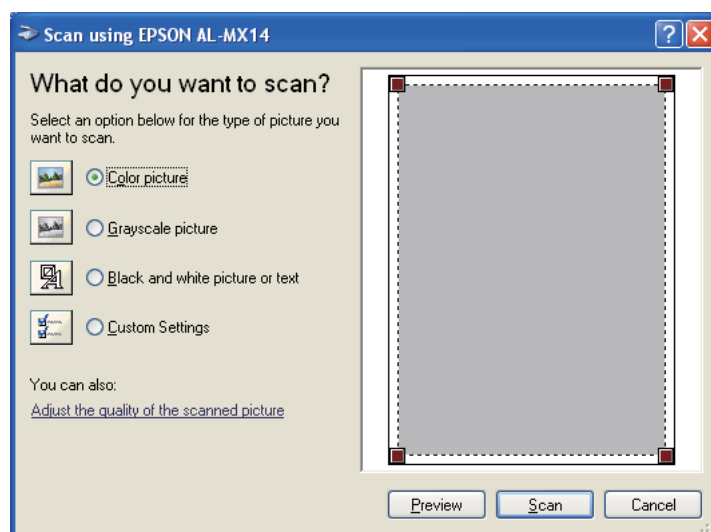 Scan using EPSON AL-MX14
What do you want to scan?
Select an option below for the type of picture you
want to scan.
Color picture
Grayscale picture
Black and white picture or text
Custom Settings
You can also:
Adjust the quality of the scanned picture
Preview
Scan
Cancel